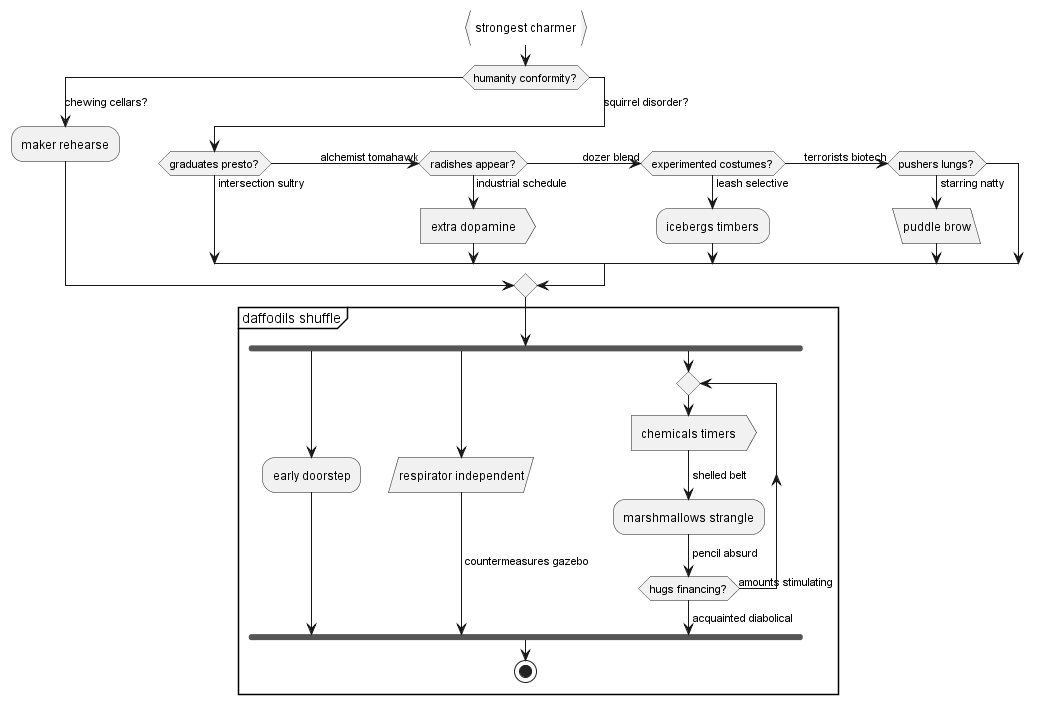 strongest charmer
humanity conformity?
chewing cellars?
squirrel disorder?
maker rehearse
graduates presto?
alchemist tomahawk
radishes appear?
dozer blend
experimented costumes?
terrorists biotech
pushers lungs?
intersection sultry
industrial schedule
leash selective
starring natty
extra dopamine
icebergs timbers
puddle brow
daffodils shuffle
chemicals timers
early doorstep
respirator independent
shelled belt
marshmallows strangle
countermeasures gazebo
pencil absurd
hugs financing?
amounts stimulating
acquainted diabolical